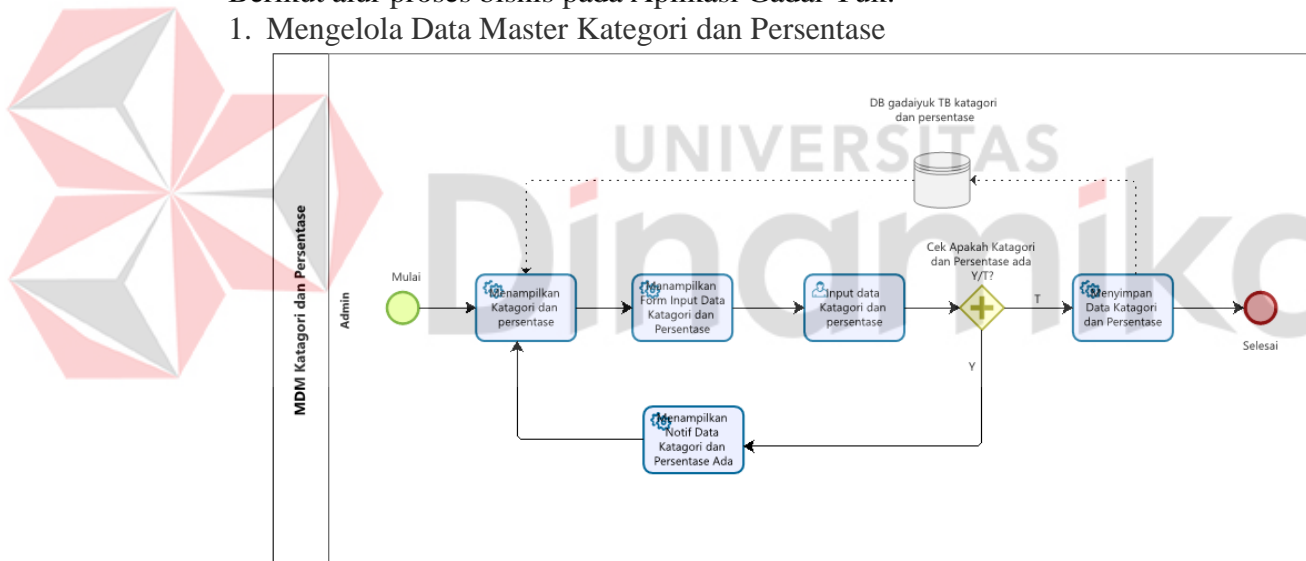 Berikut alur proses bisnis pada Aplikasi Gadai Yuk:
1. Mengelola Data Master Kategori dan Persentase
DB gadaiyuk TB katagori
dan persentase
UNIVERSITAS
Dinamika
MDM Katagori dan Persentase
Admin
Mulai
Menampilkan
Katagori dan
persentase
Menampilkan
Form Input Data
Katagori dan
Persentase
Input data
Katagori dan
persentase
Cek Apakah Katagori
dan Persentase ada
Y/T?
T
Menyimpan
Data Katagori
dan Persentase
Selesai
Y
Menampilkan
Notif Data
Katagori dan
Persentase Ada